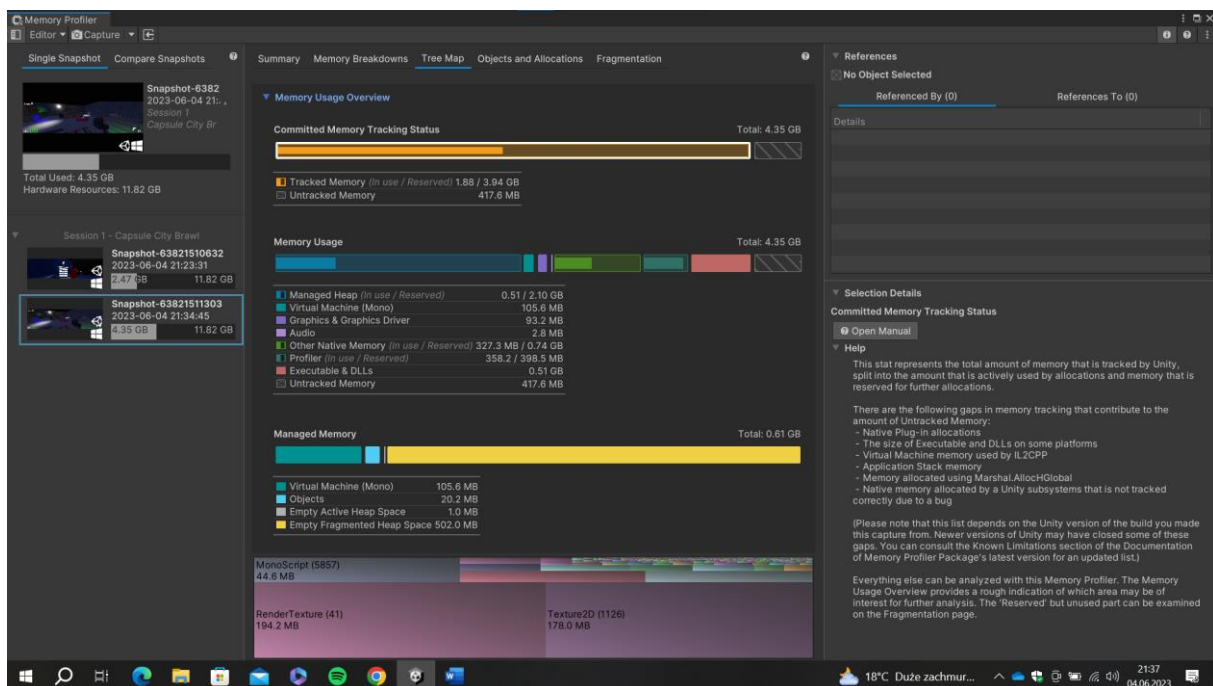 Memory Profiler
Editor Capture
Single Snapshot Compare Snapshots
Snapshot-6382
2023-06-04 21:
Session 1
Capsule City Br
Total Used: 4.35 GB
Hardware Resources: 11.82 GB
Session 1 - Capsule City Brawl
Snapshot-63821510632
2023-06-04 21:23:31
2.47 GB 11.82 GB
Snapshot-63821511303
2023-06-04 21:34:45
4.35 GB 11.82 GB
Summary Memory Breakdowns Tree Map Objects and Allocations Fragmentation
Memory Usage Overview
Committed Memory Tracking Status Total: 4.35 GB
Tracked Memory (In use / Reserved) 1.88 / 3.94 GB
Untracked Memory 417.6 MB
Memory Usage Total: 4.35 GB
Managed Heap (In use / Reserved) 0.51 / 2.10 GB
Virtual Machine (Mono) 105.6 MB
Graphics & Graphics Driver 93.2 MB
Audio 2.8 MB
Other Native Memory (In use / Reserved) 327.3 MB / 0.74 GB
Profiler (In use / Reserved) 358.2 / 398.5 MB
Executable & DLLs 0.51 GB
Untracked Memory 417.6 MB
Managed Memory Total: 0.61 GB
Virtual Machine (Mono) 105.6 MB
Objects 20.2 MB
Empty Active Heap Space 1.0 MB
Empty Fragmented Heap Space 502.0 MB
MonoScript (5857)
44.6 MB
RenderTexture (41)
194.2 MB
Texture2D (1126)
178.0 MB
References
No Object Selected
Referenced By (0) References To (0)
Details
Selection Details
Committed Memory Tracking Status
Open Manual
Help
This stat represents the total amount of memory that is tracked by Unity,
split into the amount that is actively used by allocations and memory that is
reserved for further allocations.
There are the following gaps in memory tracking that contribute to the
amount of Untracked Memory:
- Native Plug-in allocations
- The size of Executable and DLLs on some platforms
- Virtual Machine memory used by IL2CPP
- Application Stack memory
- Memory allocated using Marshal.AllocHGlobal
- Native memory allocated by a Unity subsystems that is not tracked
correctly due to a bug
(Please note that this list depends on the Unity version of the build you made
this capture from. Newer versions of Unity may have closed some of these
gaps. You can consult the Known Limitations section of the Documentation
of Memory Profiler Package's latest version for an updated list.)
Everything else can be analyzed with this Memory Profiler. The Memory
Usage Overview provides a rough indication of which area may be of
interest for further analysis. The 'Reserved' but unused part can be examined
on the Fragmentation page.
18°C Duże zachmur...
21:37
04.06.2023